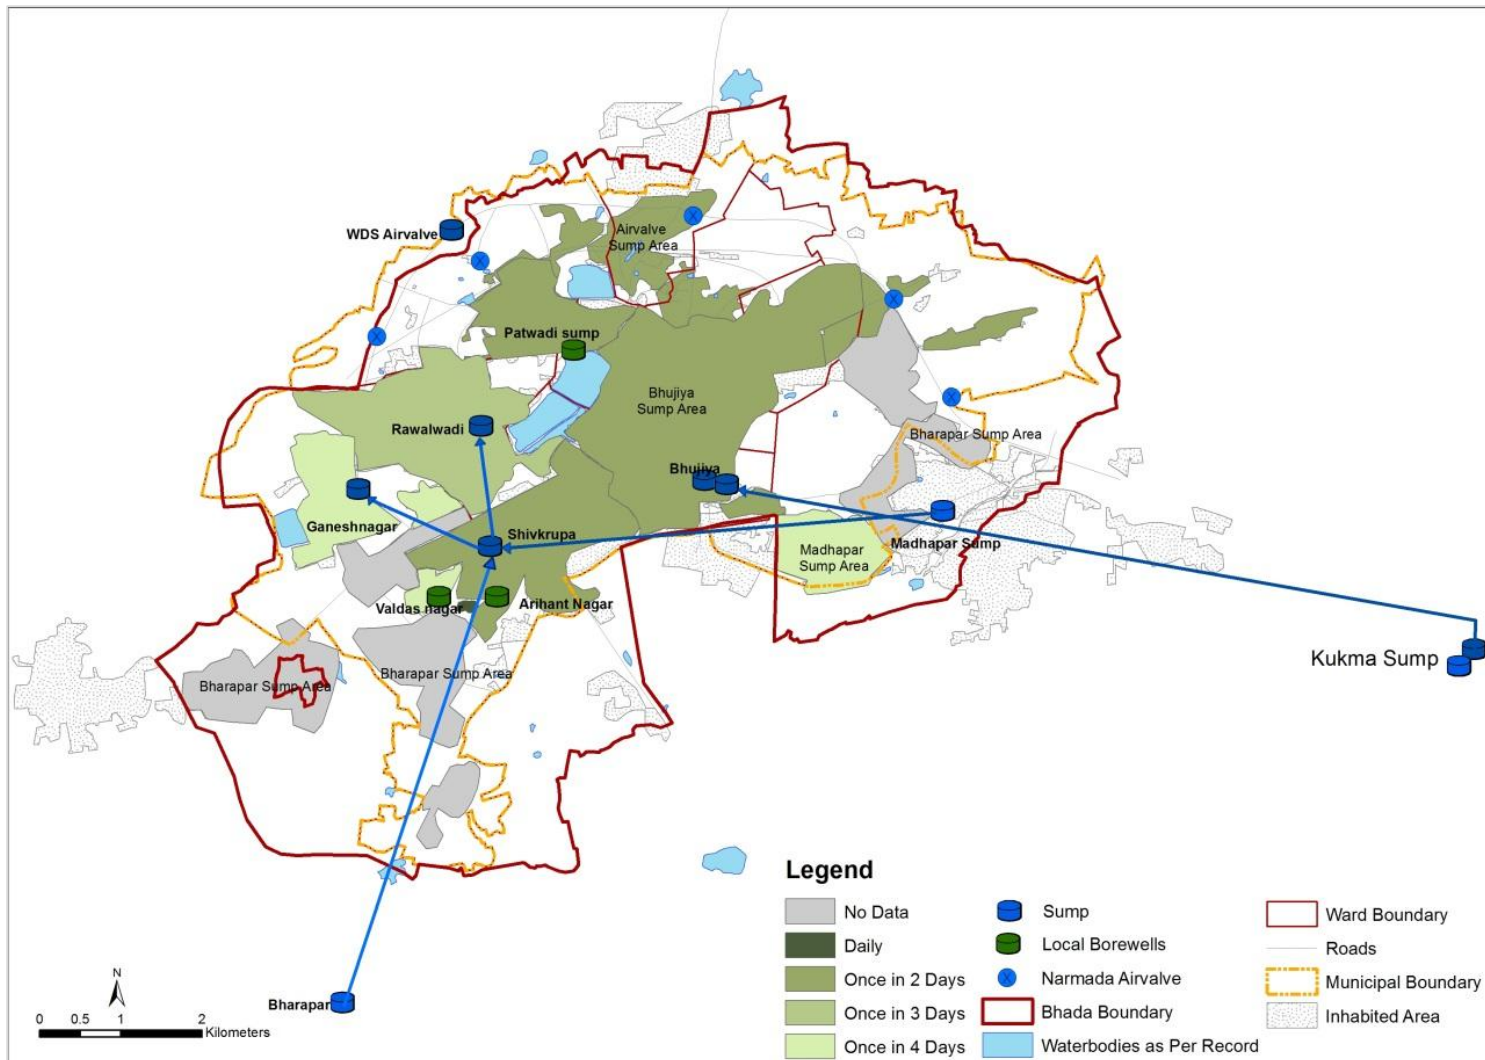 WDS Airvalve
Airvalve
Sump Area
Patwadi sump
Bhujiya
Sump Area
Rawalwadi
Bharapar Sump Area
Bhujiya
Ganeshnagar
Shivkrupa
Madhapar Sump
Madhapar
Sump Area
Valdas nagar
Arihant Nagar
Kukma Sump
Bharapar Sump Area
Bharapar Sump Area
Bharapar
N
0 0.5 1 2
Kilometers
Legend
No Data
Daily
Once in 2 Days
Once in 3 Days
Once in 4 Days
Sump
Local Borewells
Narmada Airvalve
Bhada Boundary
Waterbodies as Per Record
Ward Boundary
Roads
Municipal Boundary
Inhabited Area